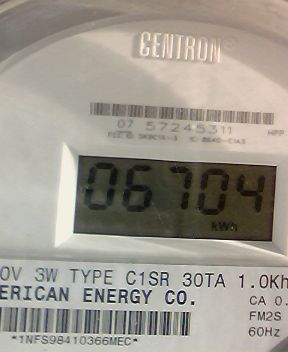 CENTRON®
07 57245311
06704
kWh
0V 3W TYPE C1SR 30TA 1.0Kh
ERICAN ENERGY CO.
CA 0.
FM2S
60Hz
*1NFS98410366MEC*